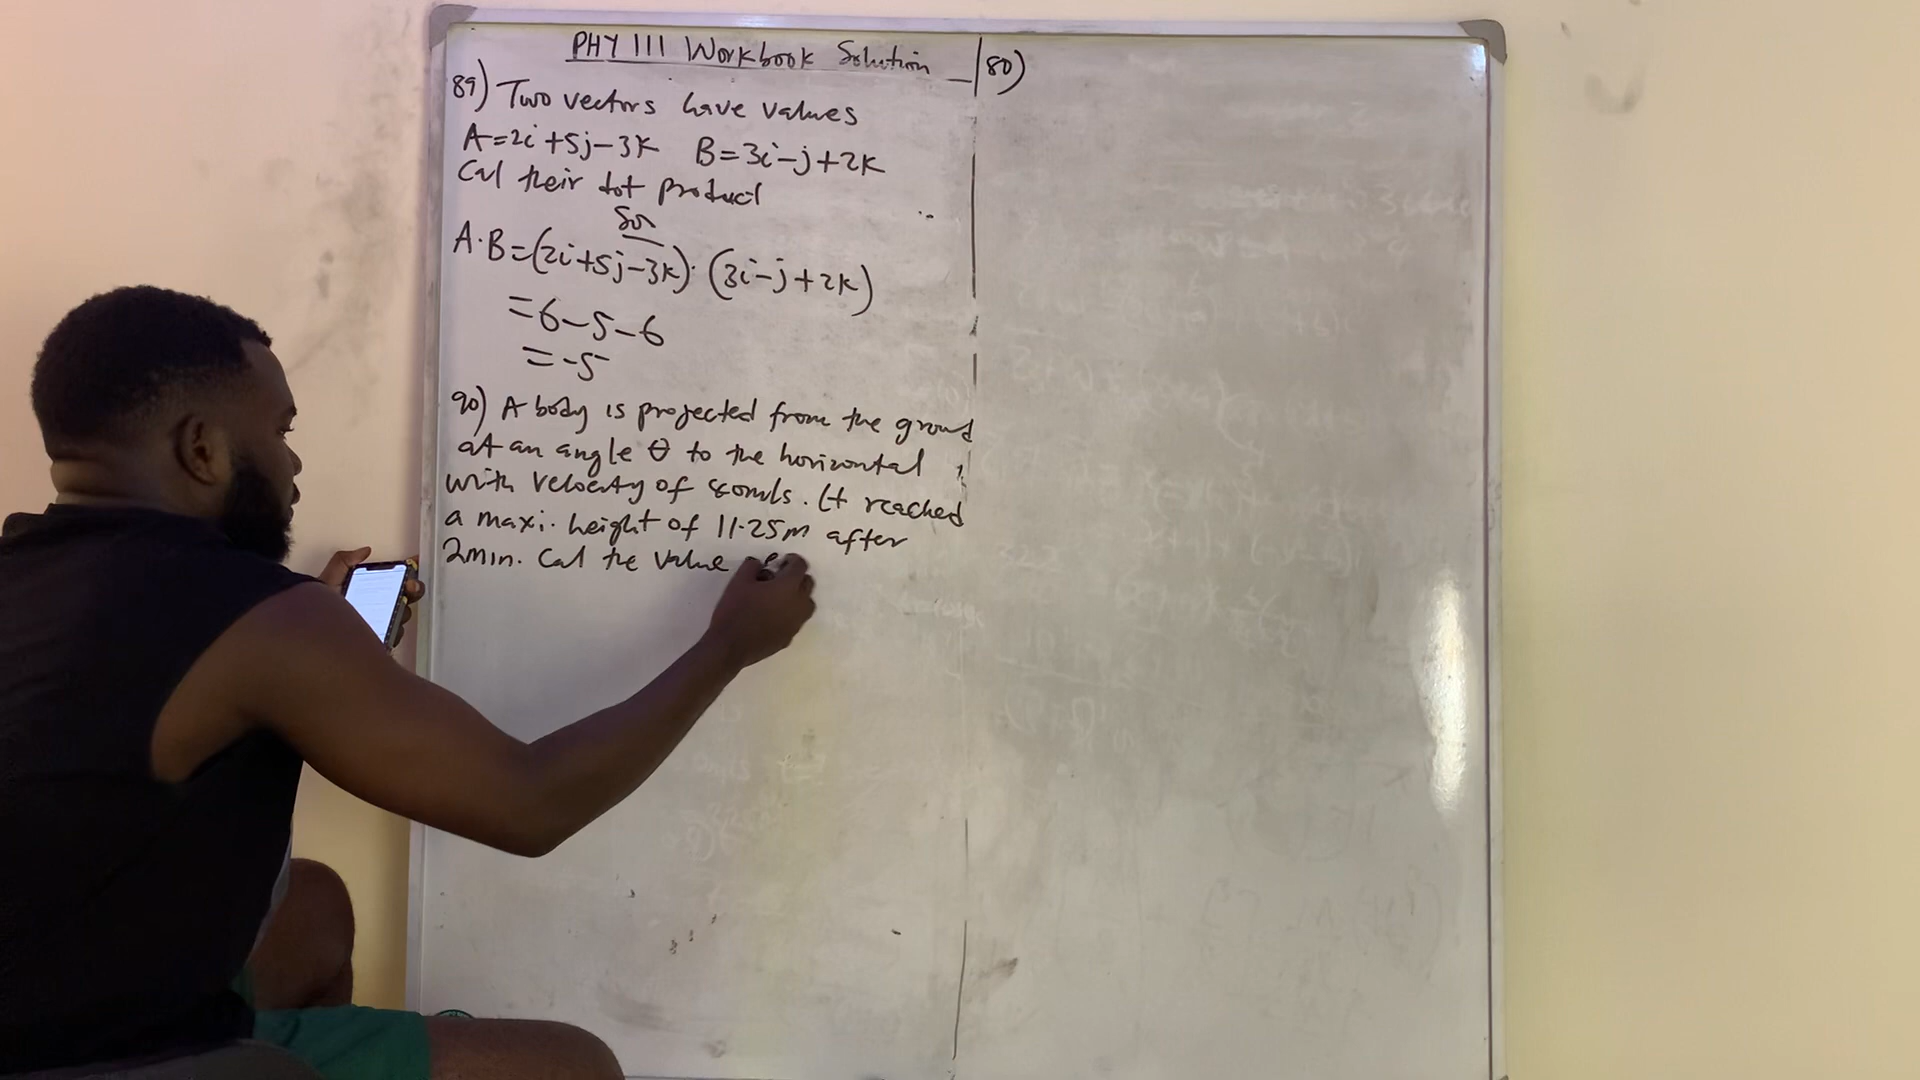 PHY 111 Workbook Solution
80)
89) Two vectors have values
A=2i+5j-3k B=3i-j+2k
Cal their dot product
Son
A.B=(2i+5j-3k).(3i-j+2k)
=6-5-6
=-5
90) A body is projected from the ground
at an angle θ to the horizontal
with velocity of m/s. It reached
a maxi. height of 11.25m after
2min. Cal the value